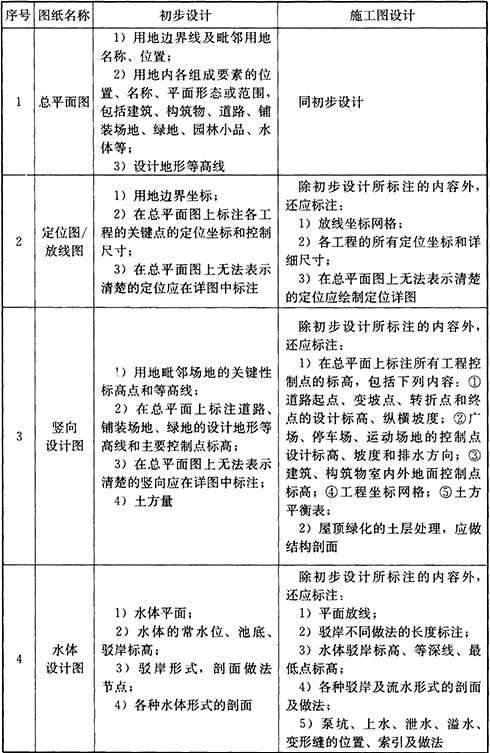 序号 图纸名称 初步设计 施工图设计
1
总平面图
1）用地边界线及毗邻用地
名称、位置；
2）用地内各组成要素的位
置、名称、平面形态或范围，
包括建筑、构筑物、道路、铺
装场地、绿地、园林小品、水
体等；
3）设计地形等高线
同初步设计
2
定位图/
放线图
1）用地边界坐标；
2）在总平面图上标注各工
程的关键点的定位坐标和控制
尺寸；
3）在总平面图上无法表示
清楚的定位应在详图中标注
除初步设计所标注的内容外，
还应标注：
1）放线坐标网格；
2）各工程的所有定位坐标和详
细尺寸；
3）在总平面图上无法表示清楚
的定位应绘制定位详图
3
竖向
设计图
1）用地毗邻场地的关键性
标高点和等高线；
2）在总平面上标注道路、
铺装场地、绿地的设计地形等
高线和主要控制点标高；
3）在总平面图上无法表示
清楚的竖向应在详图中标注；
4）土方量
除初步设计所标注的内容外，
还应标注：
1）在总平面上标注所有工程控
制点的标高，包括下列内容：①
道路起点、变坡点、转折点和终
点的设计标高、纵横坡度；②广
场、停车场、运动场地的控制点
设计标高、坡度和排水方向；③
建筑、构筑物室内外地面控制点
标高；④工程坐标网格；⑤土方
平衡表；
2）屋顶绿化的土层处理，应做
结构剖面
4
水体
设计图
1）水体平面；
2）水体的常水位、池底、
驳岸标高；
3）驳岸形式，剖面做法
节点；
4）各种水体形式的剖面
除初步设计所标注的内容外，
还应标注：
1）平面放线；
2）驳岸不同做法的长度标注；
3）水体驳岸标高、等深线、最
低点标高；
4）各种驳岸及流水形式的剖面
及做法；
5）泵坑、上水、泄水、溢水、
变形缝的位置、索引及做法